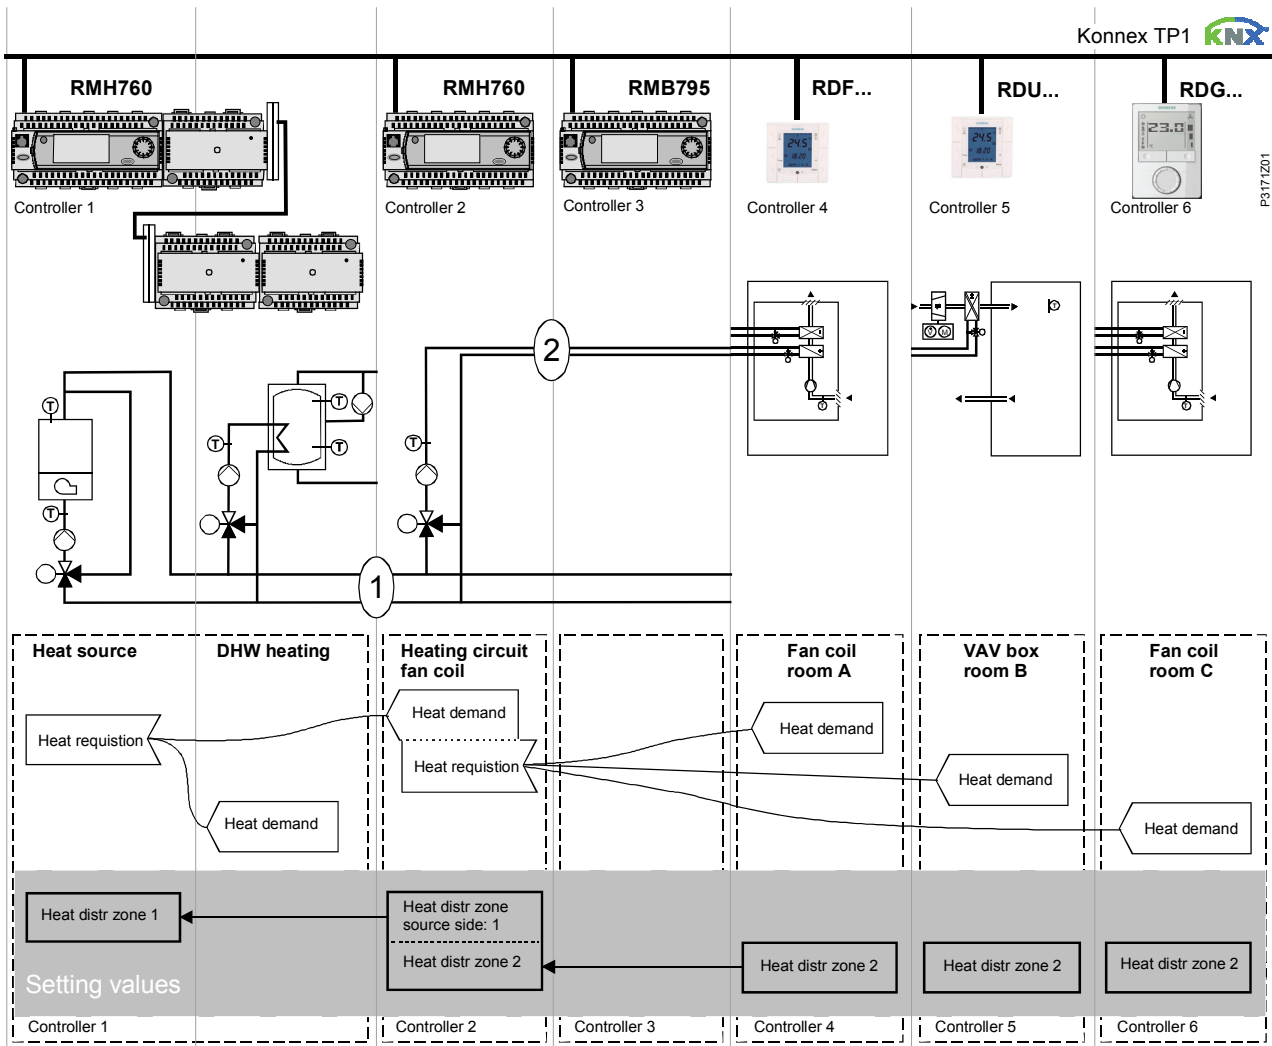 Konnex TP1 KNX
RMH760
RMH760
RMB795
RDF...
RDU...
RDG...
Controller 1
Controller 2
Controller 3
Controller 4
Controller 5
Controller 6
P3171Z01
24.5
18:20
24.5
18:20
SIEMENS
23.0
T
T
T
T
T
T
T
T
T
V
M
2
1
Heat source
DHW heating
Heating circuit
fan coil
Fan coil
room A
VAV box
room B
Fan coil
room C
Heat requistion
Heat demand
Heat demand
Heat requistion
Heat demand
Heat demand
Heat demand
Heat distr zone 1
Heat distr zone
source side: 1
Heat distr zone 2
Heat distr zone 2
Heat distr zone 2
Heat distr zone 2
Setting values
Controller 1
Controller 2
Controller 3
Controller 4
Controller 5
Controller 6